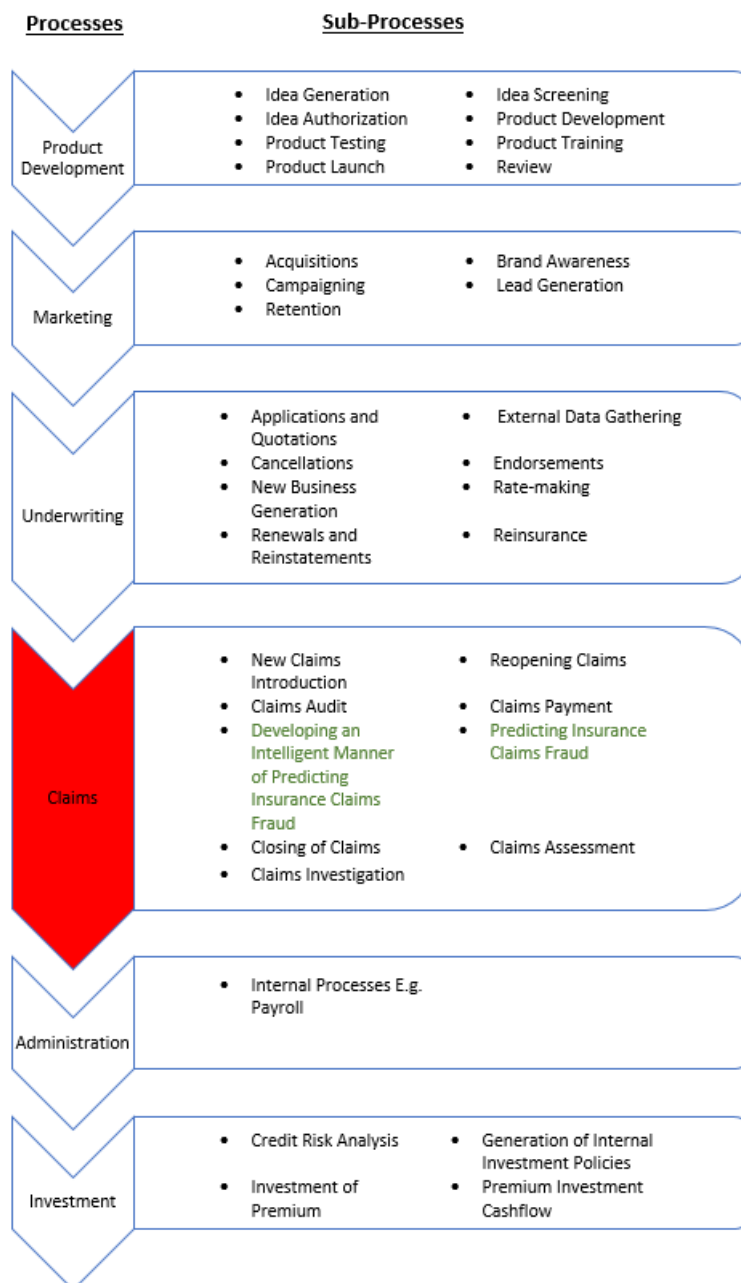 Processes
Sub-Processes
Product
Development
• Idea Generation
• Idea Screening
• Idea Authorization
• Product Development
• Product Testing
• Product Training
• Product Launch
• Review
Marketing
• Acquisitions
• Brand Awareness
• Campaigning
• Lead Generation
• Retention
Underwriting
• Applications and
Quotations
• External Data Gathering
• Cancellations
• Endorsements
• New Business
Generation
• Rate-making
• Renewals and
Reinstatements
• Reinsurance
Claims
• New Claims
Introduction
• Reopening Claims
• Claims Audit
• Claims Payment
• Developing an
Intelligent Manner
of Predicting
Insurance Claims
Fraud
• Predicting Insurance
Claims Fraud
• Closing of Claims
• Claims Assessment
• Claims Investigation
Administration
• Internal Processes E.g.
Payroll
Investment
• Credit Risk Analysis
• Generation of Internal
Investment Policies
• Investment of
Premium
• Premium Investment
Cashflow